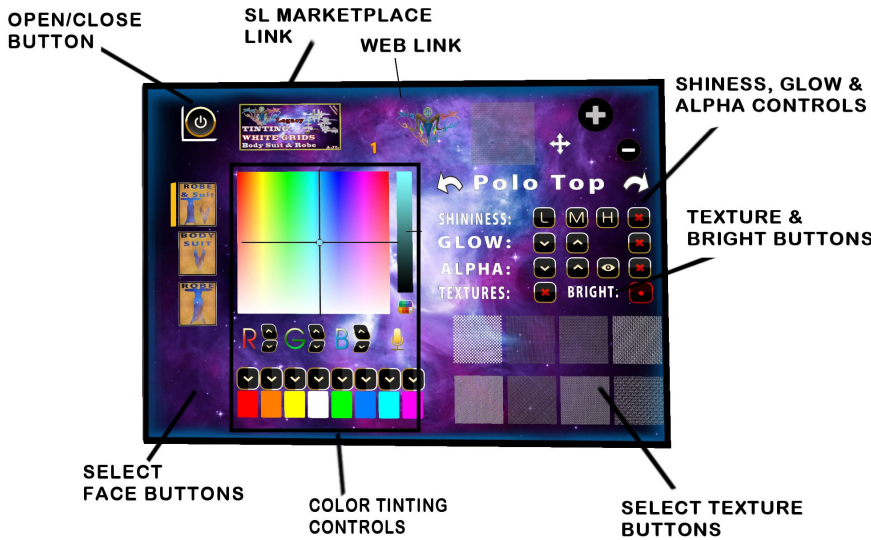 OPEN/CLOSE
BUTTON
SL MARKETPLACE
LINK
WEB LINK
SHINESS, GLOW &
ALPHA CONTROLS
Legacy
TINTING
WHITE GRIDS
Body Suit & Robe
1
ROBE
& Suit
BODY
SUIT
ROBE
Polo Top
SHININESS: L M H
GLOW:
ALPHA:
TEXTURES: BRIGHT:
TEXTURE &
BRIGHT BUTTONS
R G B
SELECT
FACE BUTTONS
COLOR TINTING
CONTROLS
SELECT TEXTURE
BUTTONS